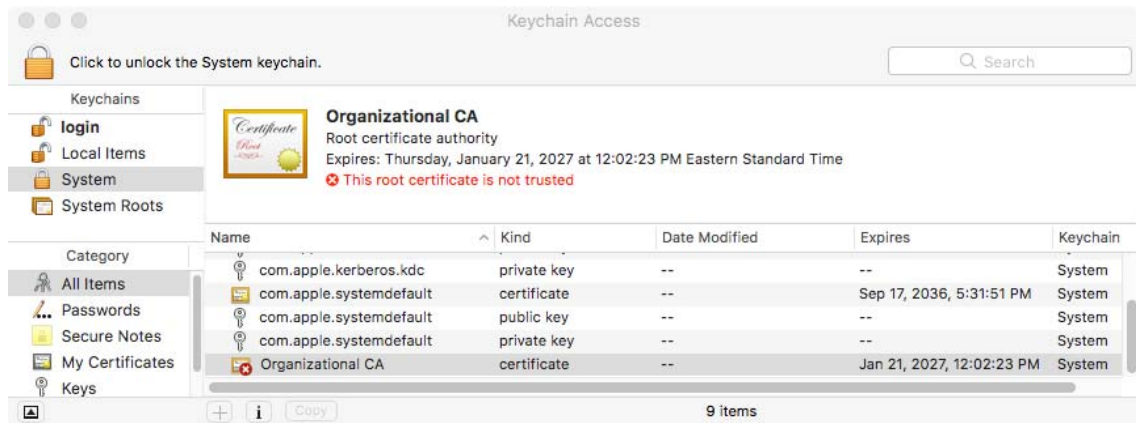 Keychain Access
Click to unlock the System keychain.
Search
Keychains
login
Local Items
System
System Roots
Category
All Items
Passwords
Secure Notes
My Certificates
Keys
Certificate
Root
Organizational CA
Root certificate authority
Expires: Thursday, January 21, 2027 at 12:02:23 PM Eastern Standard Time
This root certificate is not trusted
Name Kind Date Modified Expires Keychain
com.apple.kerberos.kdc private key -- -- System
com.apple.systemdefault certificate -- Sep 17, 2036, 5:31:51 PM System
com.apple.systemdefault public key -- -- System
com.apple.systemdefault private key -- -- System
Organizational CA certificate -- Jan 21, 2027, 12:02:23 PM System
+ i Copy 9 items